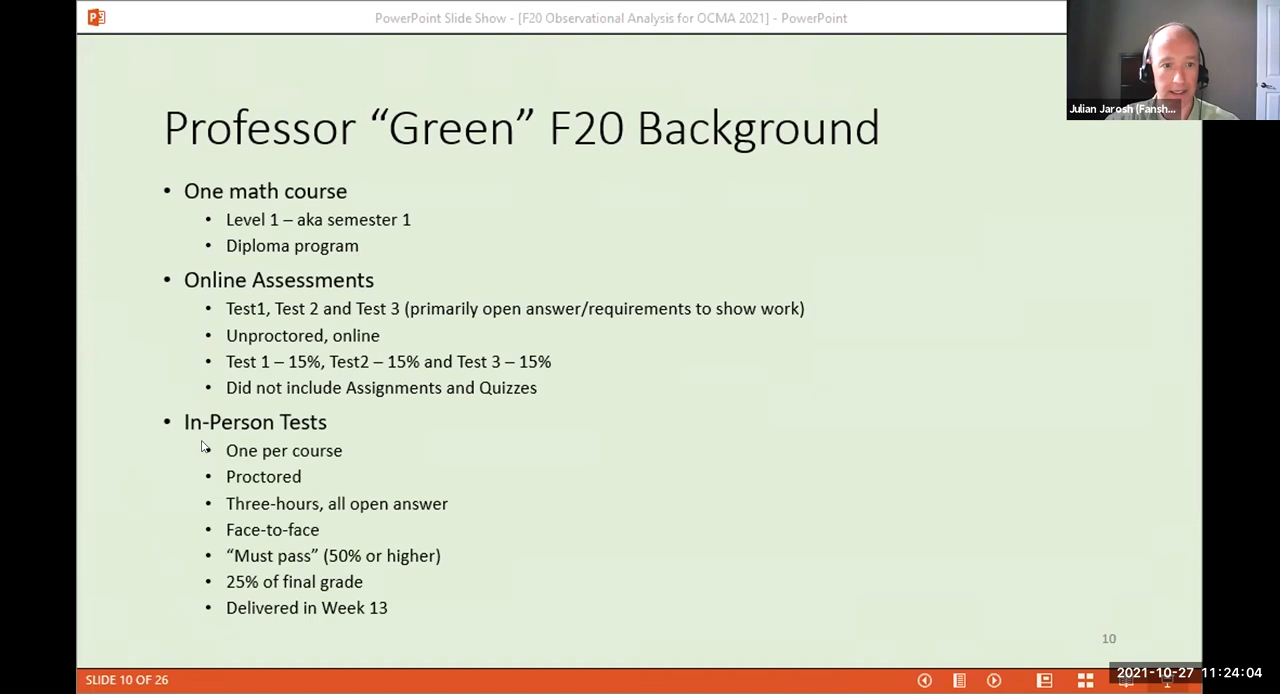 PowerPoint Slide Show - [F20 Observational Analysis for OCMA 2021] - PowerPoint
Julian Jarosh (Fansh...
Professor “Green” F20 Background
• One math course
• Level 1 – aka semester 1
• Diploma program
• Online Assessments
• Test1, Test 2 and Test 3 (primarily open answer/requirements to show work)
• Unproctored, online
• Test 1 – 15%, Test2 – 15% and Test 3 – 15%
• Did not include Assignments and Quizzes
• In-Person Tests
• One per course
• Proctored
• Three-hours, all open answer
• Face-to-face
• “Must pass” (50% or higher)
• 25% of final grade
• Delivered in Week 13
10
SLIDE 10 OF 26
2021-10-27 11:24:04